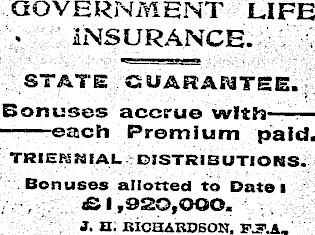 GOVERNMENT LIFE
INSURANCE.
STATE GUARANTEE.
Bonuses accrue with——
——each Premium paid.
TRIENNIAL DISTRIBUTIONS.
Bonuses allotted to Date:
£1,920,000.
J. H. RICHARDSON, F.F.A.,